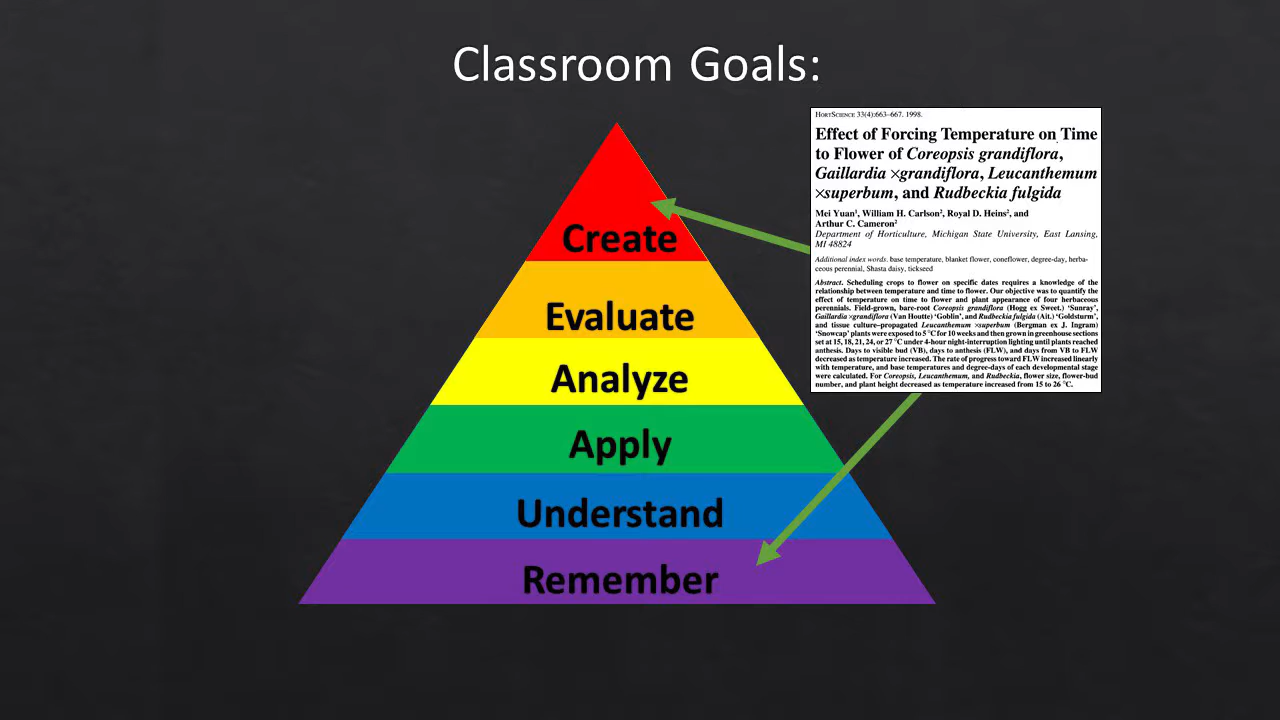 Classroom Goals:
Create
Evaluate
Analyze
Apply
Understand
Remember
HORTSCIENCE 33(4):663–667. 1998.
Effect of Forcing Temperature on Time
to Flower of Coreopsis grandiflora,
Gaillardia ×grandiflora, Leucanthemum
×superbum, and Rudbeckia fulgida
Mei Yuan¹, William H. Carlson², Royal D. Heins², and
Arthur C. Cameron²
Department of Horticulture, Michigan State University, East Lansing,
MI 48824
Additional index words. base temperature, blanket flower, coneflower, degree-day, herba-
ceous perennial, Shasta daisy, tickseed
Abstract. Scheduling crops to flower on specific dates requires a knowledge of the
relationship between temperature and time to flower. Our objective was to quantify the
effect of temperature on time to flower and plant appearance of four herbaceous
perennials. Field-grown, bare-root Coreopsis grandiflora (Hogg ex Sweet.) ‘Sunray’,
Gaillardia ×grandiflora (Van Houtte) ‘Goblin’, and Rudbeckia fulgida (Ait.) ‘Goldsturm’,
and tissue culture–propagated Leucanthemum ×superbum (Bergman ex J. Ingram)
‘Snowcap’ plants were exposed to 5 °C for 10 weeks and then grown in greenhouse sections
set at 15, 18, 21, 24, or 27 °C under 4-hour night-interruption lighting until plants reached
anthesis. Days to visible bud (VB), days to anthesis (FLW), and days from VB to FLW
decreased as temperature increased. The rate of progress toward FLW increased linearly
with temperature, and base temperatures and degree-days of each developmental stage
were calculated. For Coreopsis, Leucanthemum, and Rudbeckia, flower size, flower-bud
number, and plant height decreased as temperature increased from 15 to 26 °C.